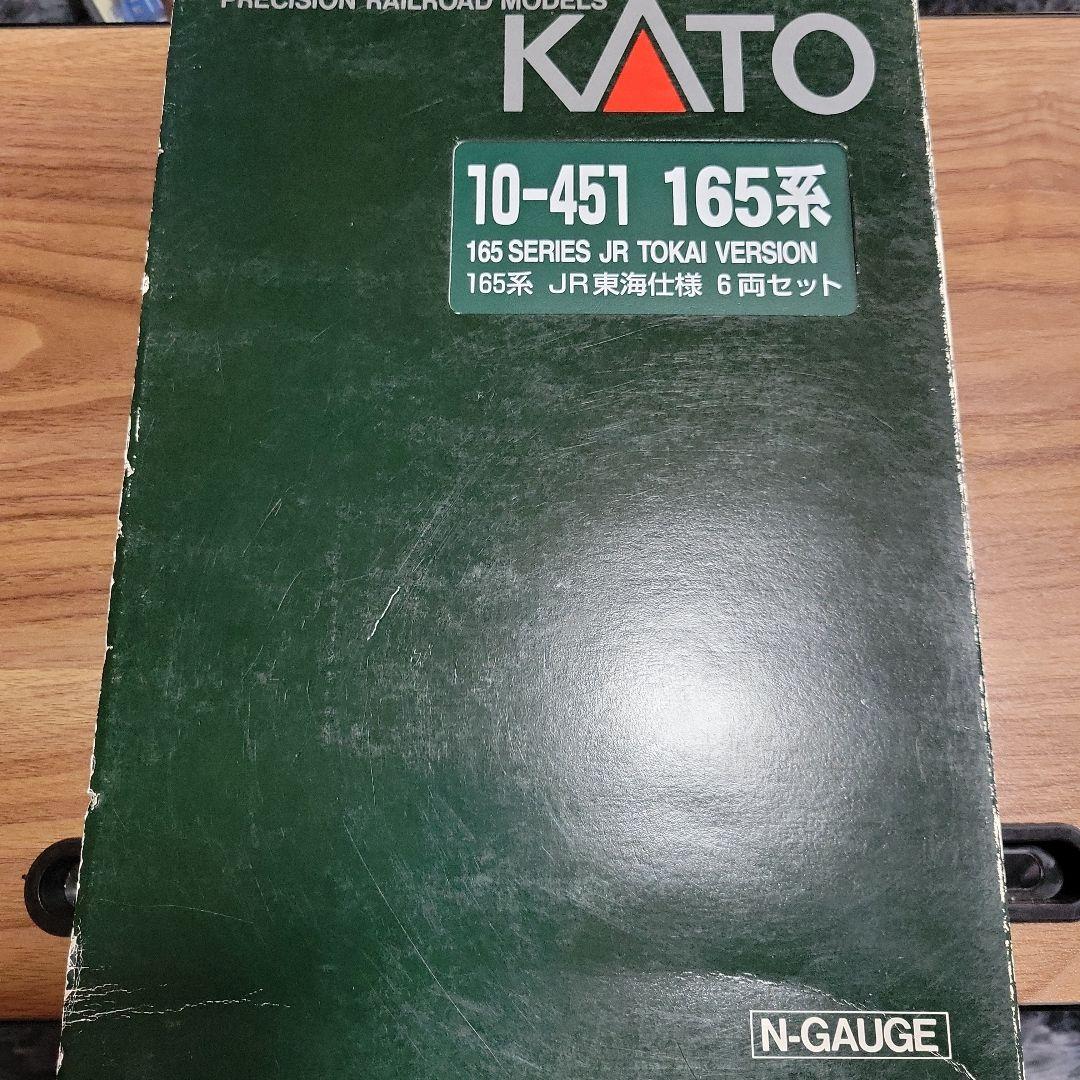 PRECISION RAILROAD MODELS
KATO
10-451 165系
165 SERIES JR TOKAI VERSION
165系 JR東海仕様 6両セット
N-GAUGE